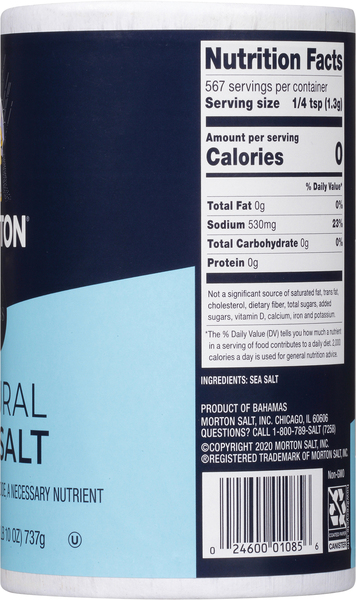 Nutrition Facts
567 servings per container
Serving size 1/4 tsp (1.3g)
Amount per serving
Calories 0
% Daily Value*
Total Fat 0g 0%
Sodium 530mg 23%
Total Carbohydrate 0g 0%
Protein 0g
Not a significant source of saturated fat, trans fat,
cholesterol, dietary fiber, total sugars, added
sugars, vitamin D, calcium, iron and potassium.
*The % Daily Value (DV) tells you how much a nutrient
in a serving of food contributes to a daily diet. 2,000
calories a day is used for general nutrition advice.
INGREDIENTS: SEA SALT
PRODUCT OF BAHAMAS
MORTON SALT, INC. CHICAGO, IL 60606
QUESTIONS? CALL 1-800-789-SALT (7258)
©COPYRIGHT 2020 MORTON SALT, INC.
®REGISTERED TRADEMARK OF MORTON SALT, INC.
Non-GMO
CANISTER
0 24600 01085 6
TON®
RAL
SALT
A NECESSARY NUTRIENT
10 OZ) 737g
U